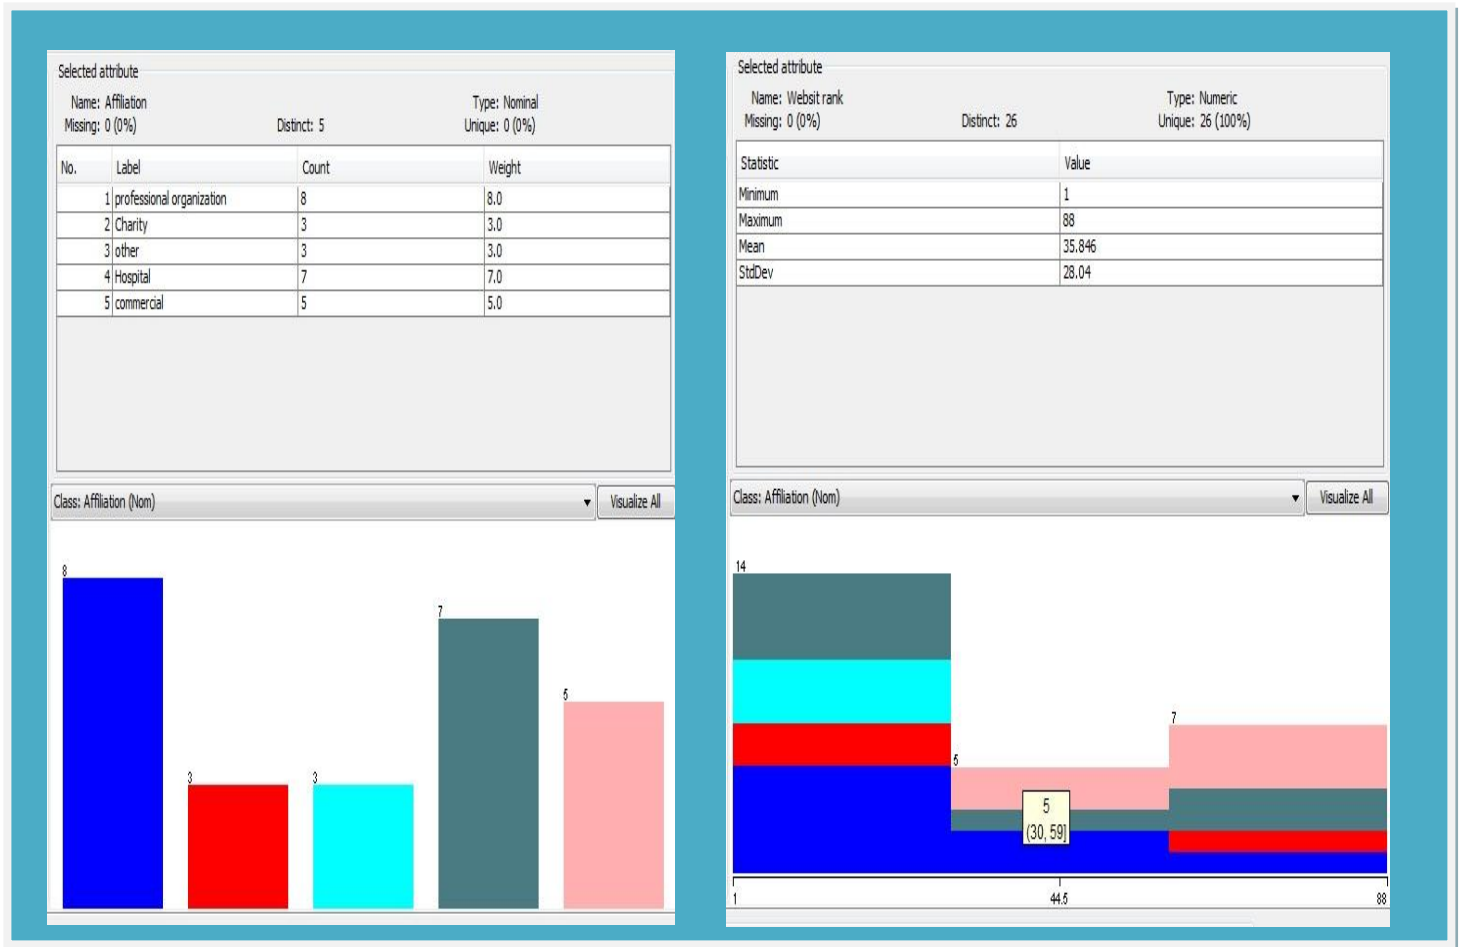 Selected attribute
Name: Affiliation Type: Nominal
Missing: 0 (0%) Distinct: 5 Unique: 0 (0%)
No. Label Count Weight
1 professional organization 8 8.0
2 Charity 3 3.0
3 other 3 3.0
4 Hospital 7 7.0
5 commercial 5 5.0
Class: Affiliation (Nom) Visualize All
8
3
3
7
5
Selected attribute
Name: Websit rank Type: Numeric
Missing: 0 (0%) Distinct: 26 Unique: 26 (100%)
Statistic Value
Minimum 1
Maximum 88
Mean 35.846
StdDev 28.04
Class: Affiliation (Nom) Visualize All
14
5
7
5
(30, 59]
1 44.5 88